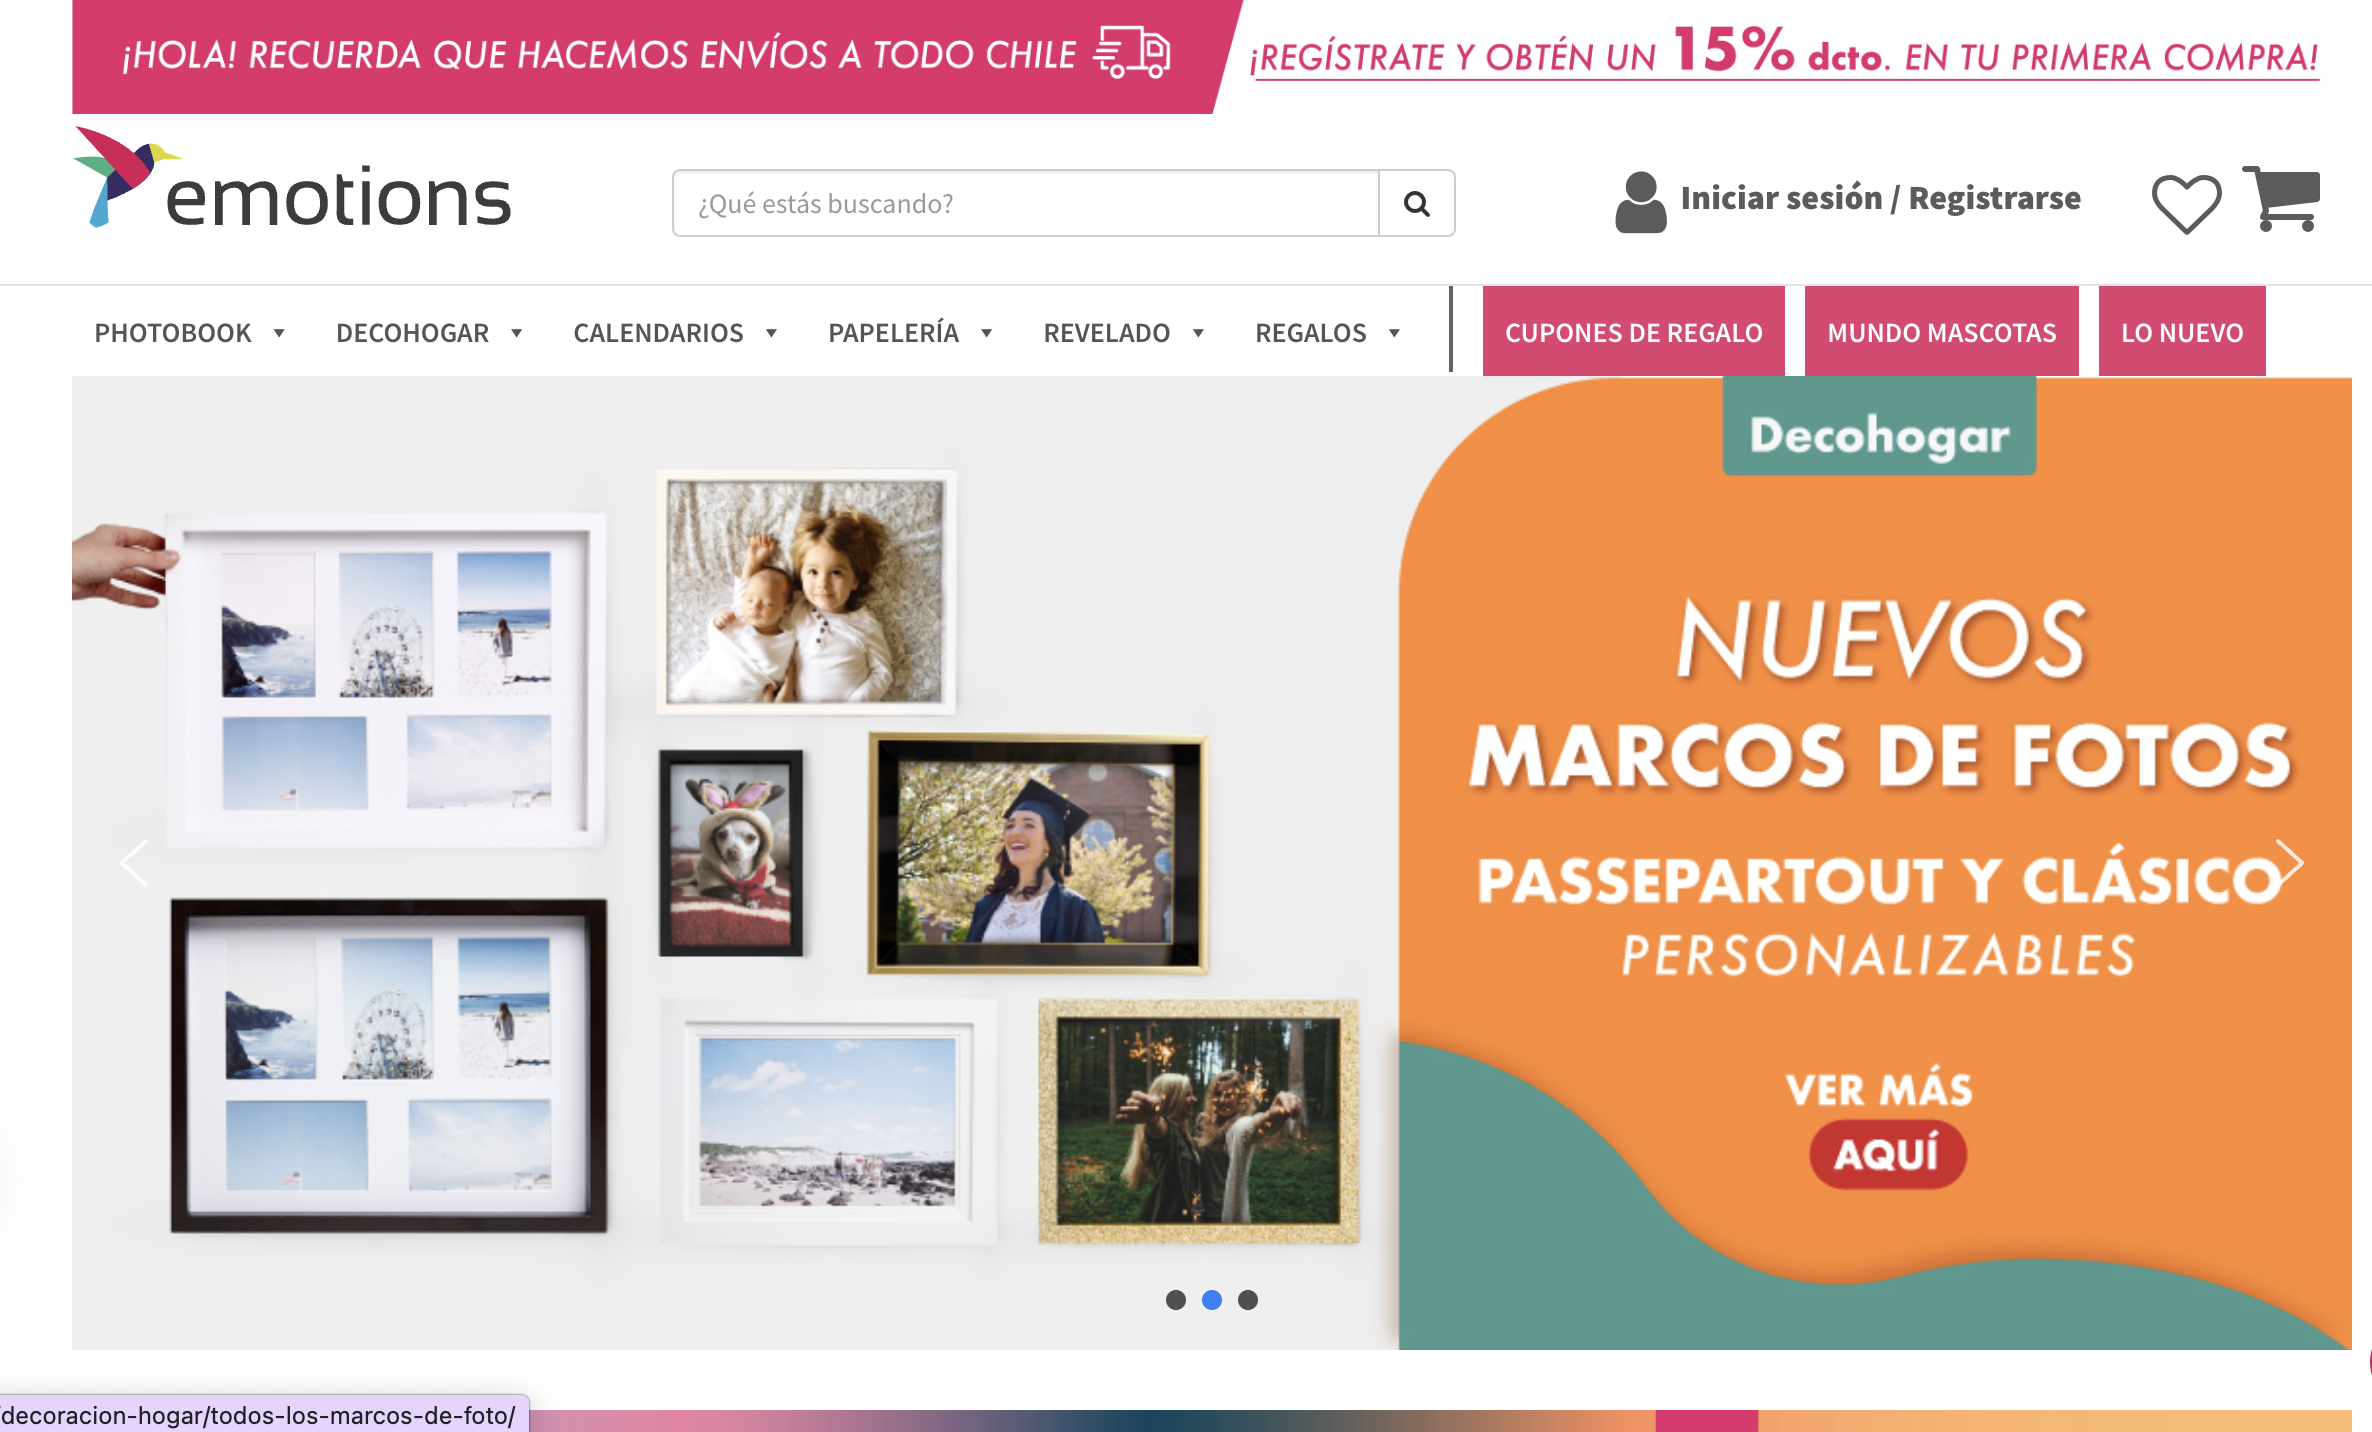 ¡HOLA! RECUERDA QUE HACEMOS ENVÍOS A TODO CHILE
¡REGÍSTRATE Y OBTÉN UN 15% dcto. EN TU PRIMERA COMPRA!
emotions
¿Qué estás buscando?
Iniciar sesión / Registrarse
PHOTOBOOK
DECOHOGAR
CALENDARIOS
PAPELERÍA
REVELADO
REGALOS
CUPONES DE REGALO
MUNDO MASCOTAS
LO NUEVO
Decohogar
NUEVOS
MARCOS DE FOTOS
PASSEPARTOUT Y CLÁSICO
PERSONALIZABLES
VER MÁS
AQUÍ
/decoracion-hogar/todos-los-marcos-de-foto/